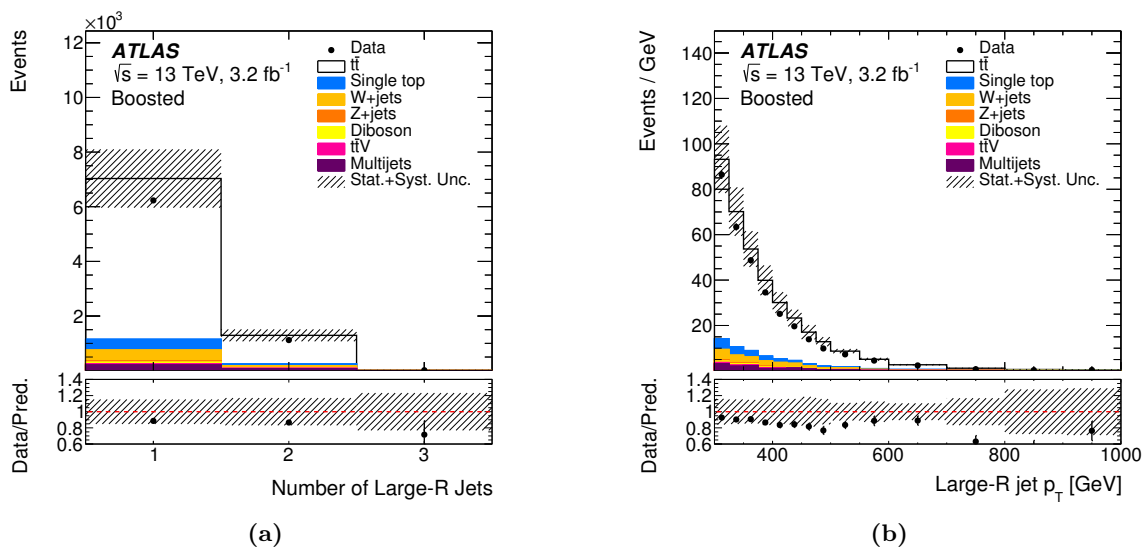 ×10³
Events
12
10
8
6
4
2
ATLAS
√s = 13 TeV, 3.2 fb⁻¹
Boosted
Data
tt̄
Single top
W+jets
Z+jets
Diboson
tt̄V
Multijets
Stat.+Syst. Unc.
Data/Pred.
1.4
1.2
1
0.8
0.6
1 2 3
Number of Large-R Jets
(a)
Events / GeV
140
120
100
80
60
40
20
ATLAS
√s = 13 TeV, 3.2 fb⁻¹
Boosted
Data
tt̄
Single top
W+jets
Z+jets
Diboson
tt̄V
Multijets
Stat.+Syst. Unc.
Data/Pred.
1.4
1.2
1
0.8
0.6
400 600 800 1000
Large-R jet p_T [GeV]
(b)